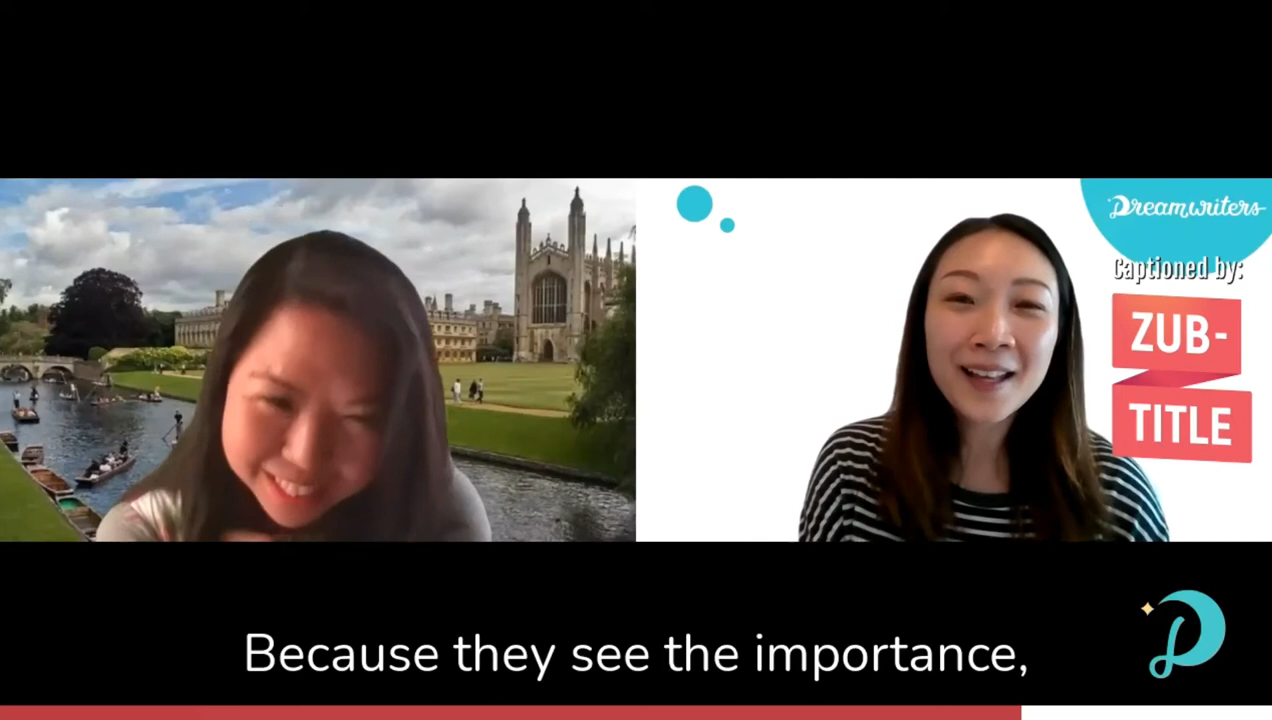 Dreamwriters
Captioned by:
ZUB-
TITLE
Because they see the importance,